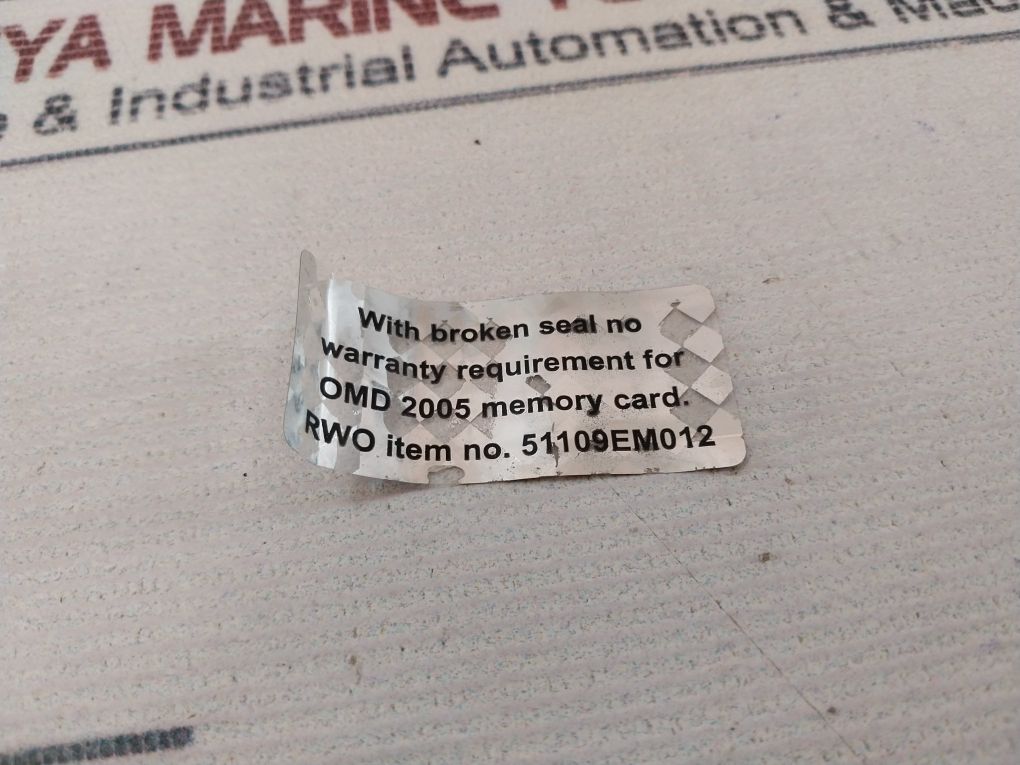 YA MARINE
& Industrial Automation &
With broken seal no
warranty requirement for
OMD 2005 memory card.
RWO item no. 51109EM012